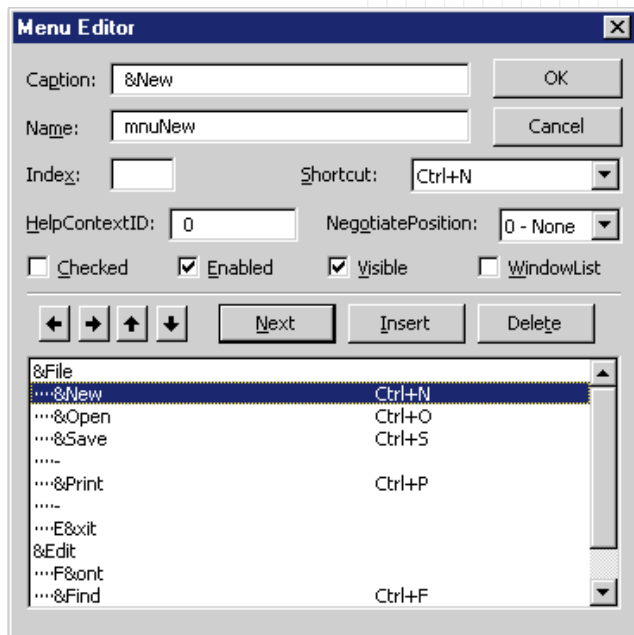 Menu Editor
Caption: &New OK
Name: mnuNew Cancel
Index: Shortcut: Ctrl+N
HelpContextID: 0 NegotiatePosition: 0 - None
Checked Enabled Visible WindowList
Next Insert Delete
&File
····&New Ctrl+N
····&Open Ctrl+O
····&Save Ctrl+S
····-
····&Print Ctrl+P
····-
····E&xit
&Edit
····F&ont
····&Find Ctrl+F